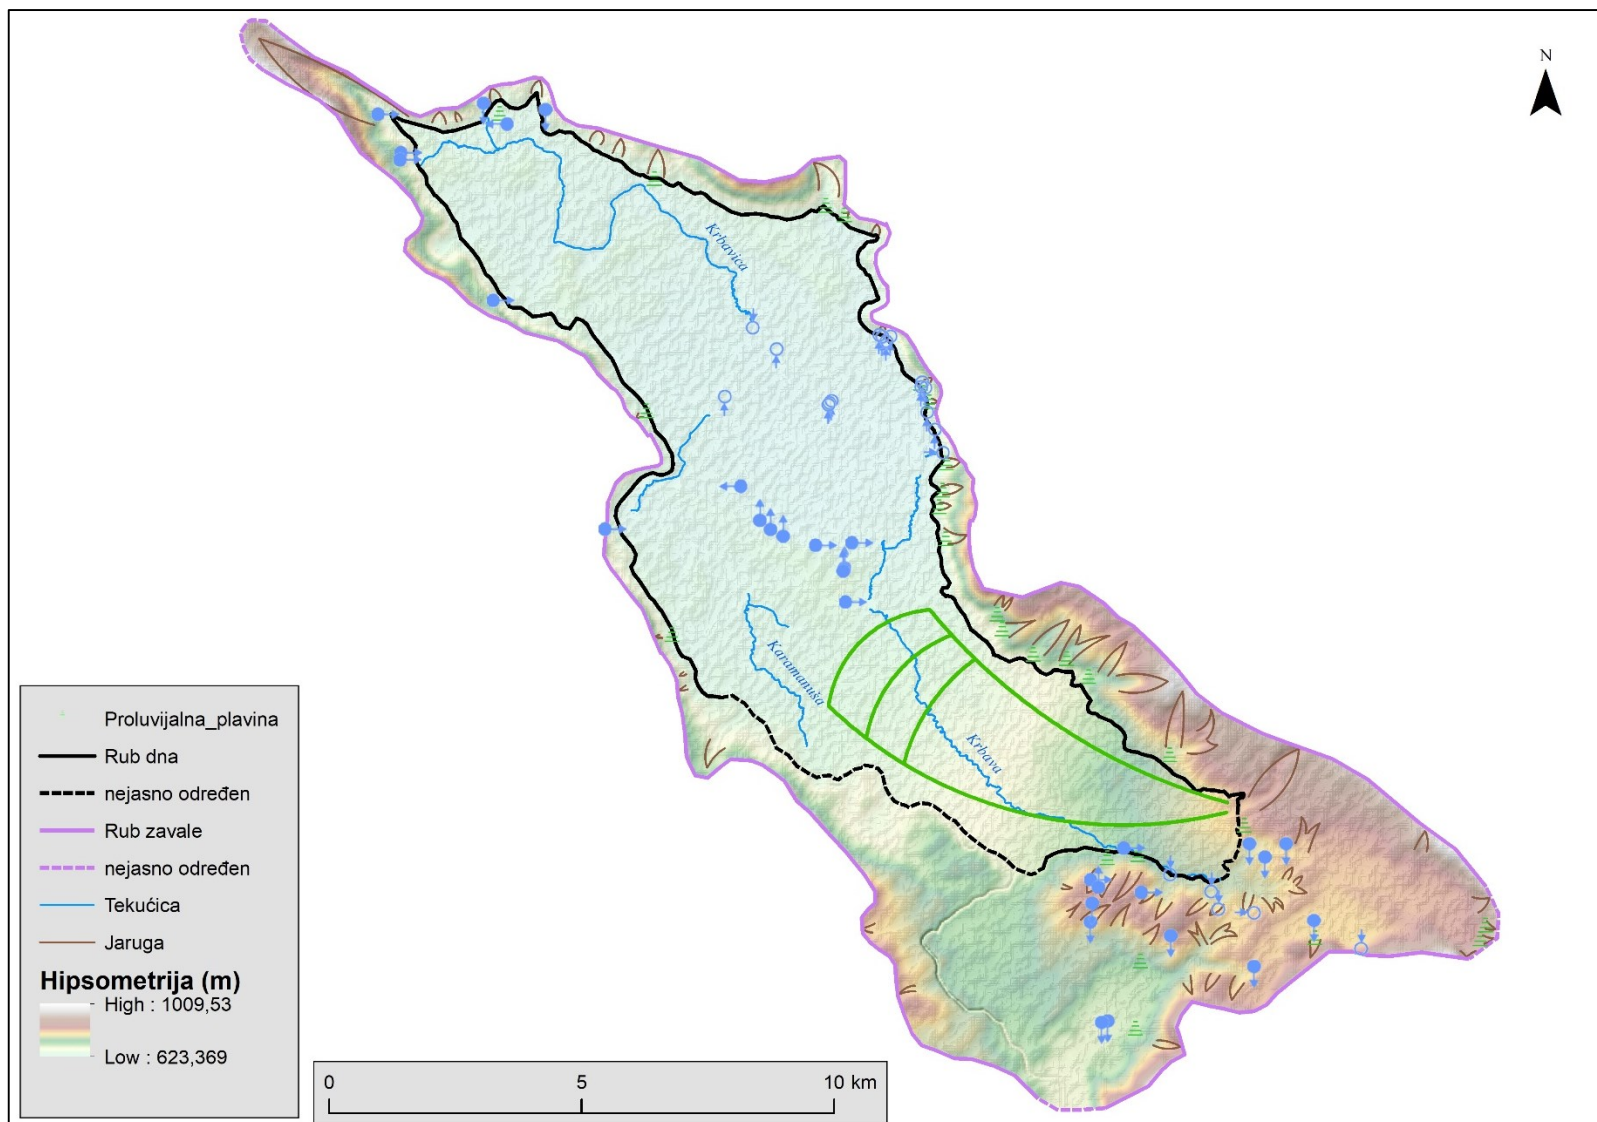 N
Krbavica
Karamanuša
Krbava
Proluvijalna_plavina
Rub dna
nejasno određen
Rub zavale
nejasno određen
Tekućica
Jaruga
Hipsometrija (m)
High : 1009,53
Low : 623,369
0 5 10 km